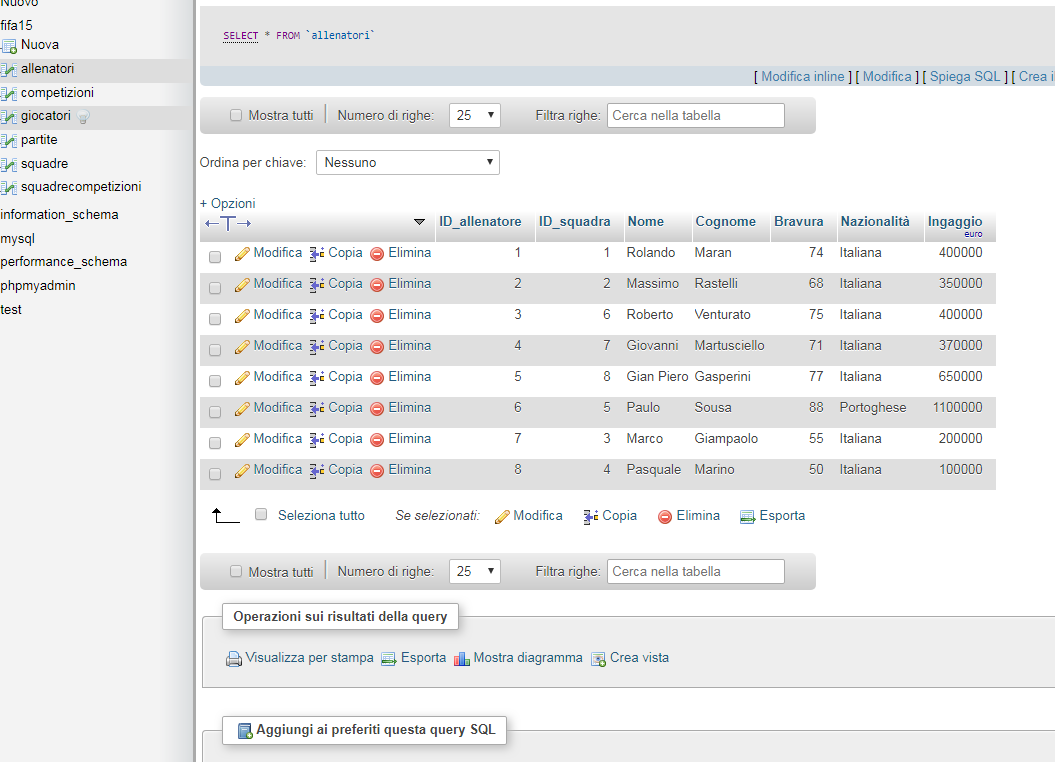 Nuovo
fifa15
Nuova
allenatori
competizioni
giocatori
partite
squadre
squadrecompetizioni
information_schema
mysql
performance_schema
phpmyadmin
test
SELECT * FROM `allenatori`
[ Modifica inline ] [ Modifica ] [ Spiega SQL ] [ Crea i
Mostra tutti Numero di righe: 25 Filtra righe: Cerca nella tabella
Ordina per chiave: Nessuno
+ Opzioni
←T→ ID_allenatore ID_squadra Nome Cognome Bravura Nazionalità Ingaggio
euro
Modifica Copia Elimina 1 1 Rolando Maran 74 Italiana 400000
Modifica Copia Elimina 2 2 Massimo Rastelli 68 Italiana 350000
Modifica Copia Elimina 3 6 Roberto Venturato 75 Italiana 400000
Modifica Copia Elimina 4 7 Giovanni Martusciello 71 Italiana 370000
Modifica Copia Elimina 5 8 Gian Piero Gasperini 77 Italiana 650000
Modifica Copia Elimina 6 5 Paulo Sousa 88 Portoghese 1100000
Modifica Copia Elimina 7 3 Marco Giampaolo 55 Italiana 200000
Modifica Copia Elimina 8 4 Pasquale Marino 50 Italiana 100000
Seleziona tutto Se selezionati: Modifica Copia Elimina Esporta
Mostra tutti Numero di righe: 25 Filtra righe: Cerca nella tabella
Operazioni sui risultati della query
Visualizza per stampa Esporta Mostra diagramma Crea vista
Aggiungi ai preferiti questa query SQL